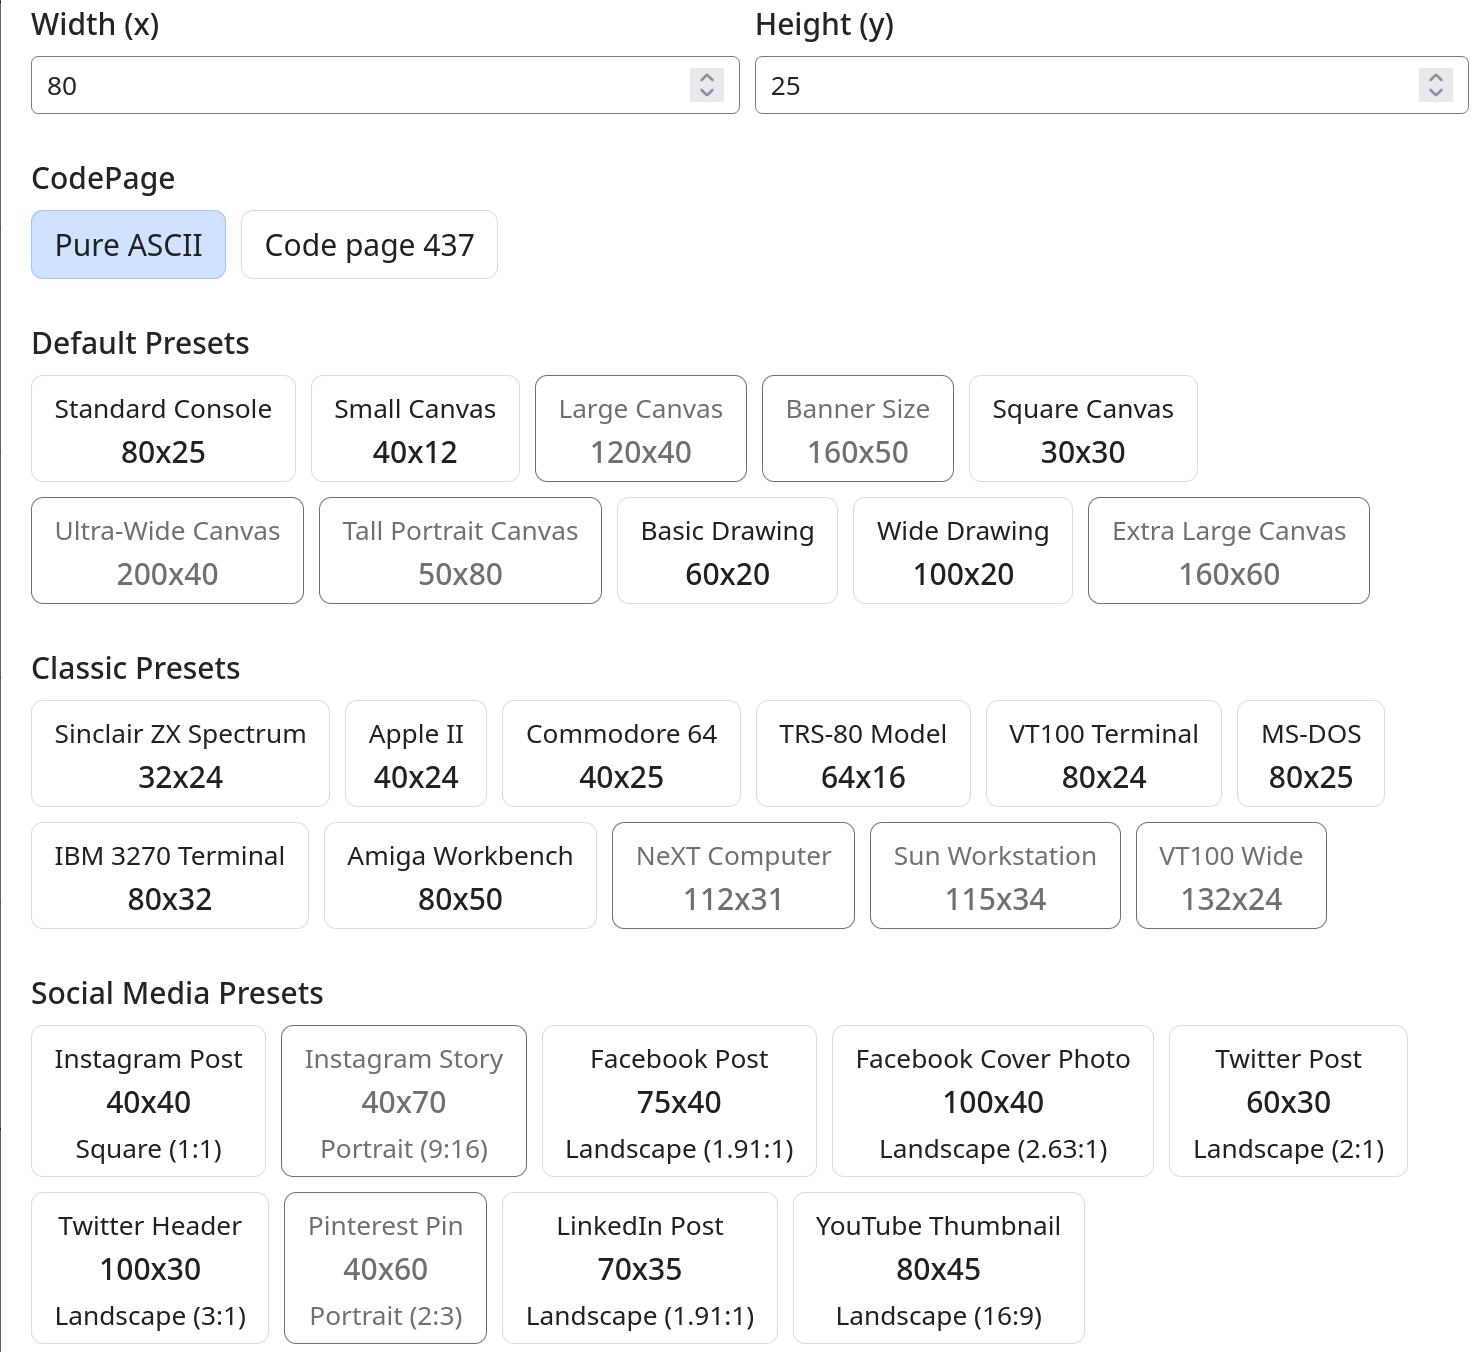 Width (x)
Height (y)
80
25
CodePage
Pure ASCII
Code page 437
Default Presets
Standard Console
80x25
Small Canvas
40x12
Large Canvas
120x40
Banner Size
160x50
Square Canvas
30x30
Ultra-Wide Canvas
200x40
Tall Portrait Canvas
50x80
Basic Drawing
60x20
Wide Drawing
100x20
Extra Large Canvas
160x60
Classic Presets
Sinclair ZX Spectrum
32x24
Apple II
40x24
Commodore 64
40x25
TRS-80 Model
64x16
VT100 Terminal
80x24
MS-DOS
80x25
IBM 3270 Terminal
80x32
Amiga Workbench
80x50
NeXT Computer
112x31
Sun Workstation
115x34
VT100 Wide
132x24
Social Media Presets
Instagram Post
40x40
Square (1:1)
Instagram Story
40x70
Portrait (9:16)
Facebook Post
75x40
Landscape (1.91:1)
Facebook Cover Photo
100x40
Landscape (2.63:1)
Twitter Post
60x30
Landscape (2:1)
Twitter Header
100x30
Landscape (3:1)
Pinterest Pin
40x60
Portrait (2:3)
LinkedIn Post
70x35
Landscape (1.91:1)
YouTube Thumbnail
80x45
Landscape (16:9)